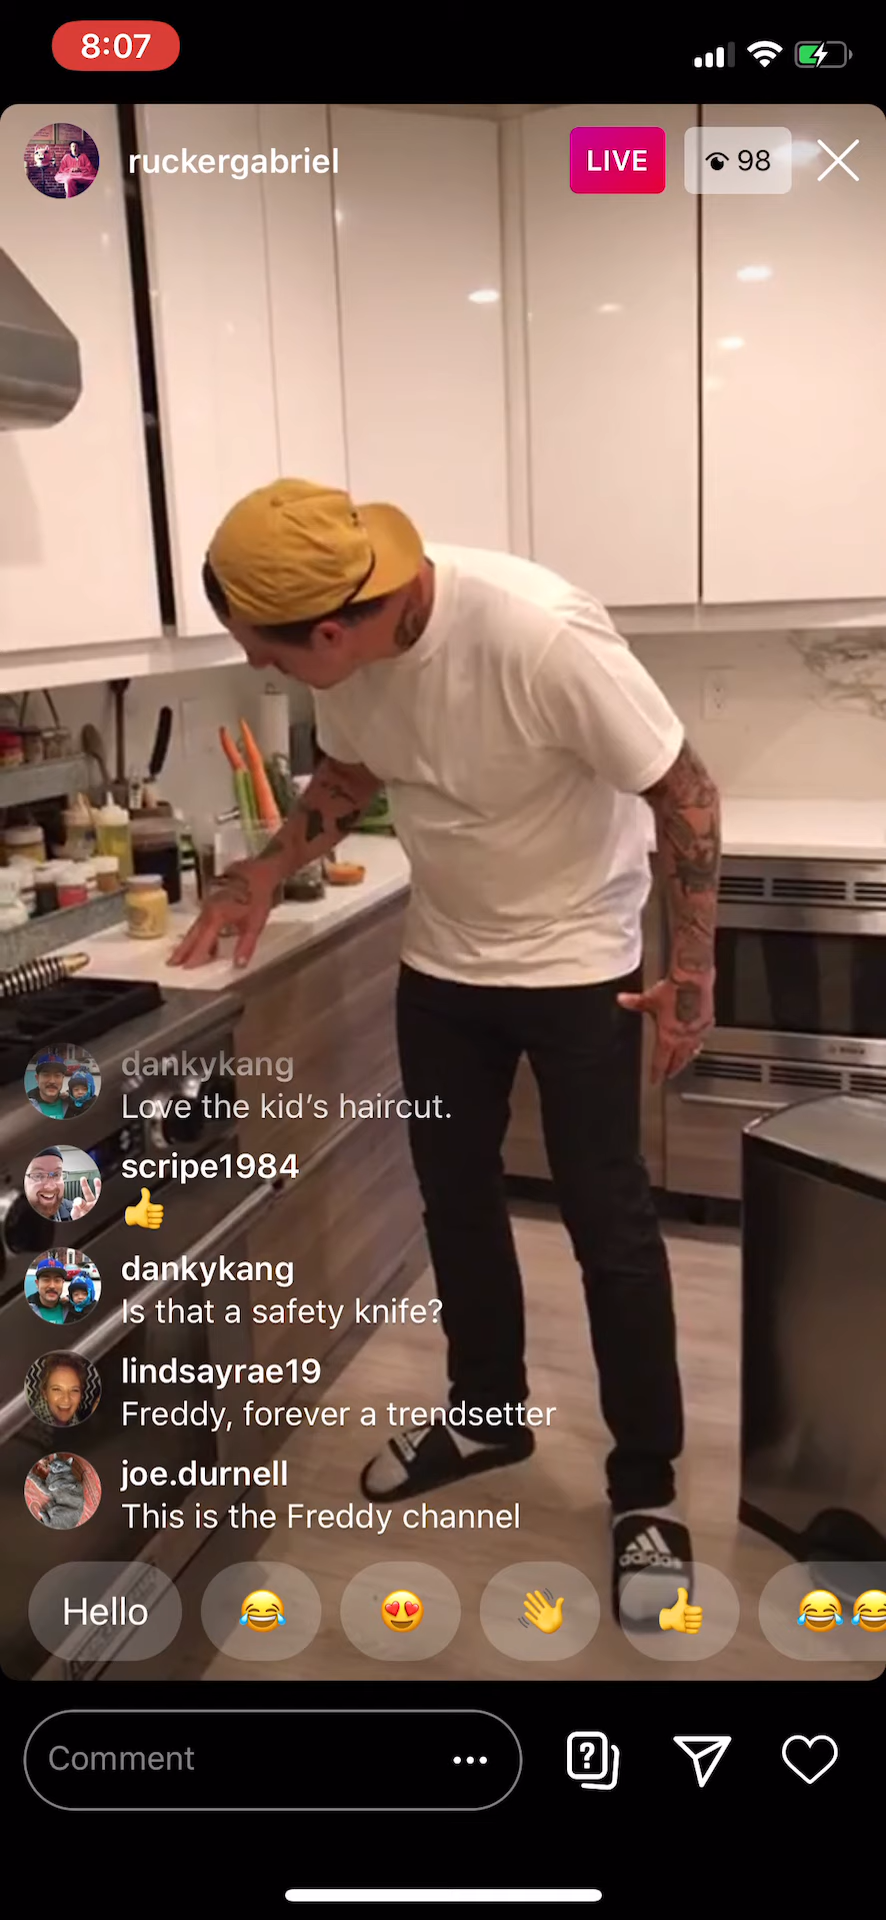 8:07
ruckergabriel
LIVE
98
dankykang
Love the kid's haircut.
scripe1984
dankykang
Is that a safety knife?
lindsayrae19
Freddy, forever a trendsetter
joe.durnell
This is the Freddy channel
adidas
Hello
Comment